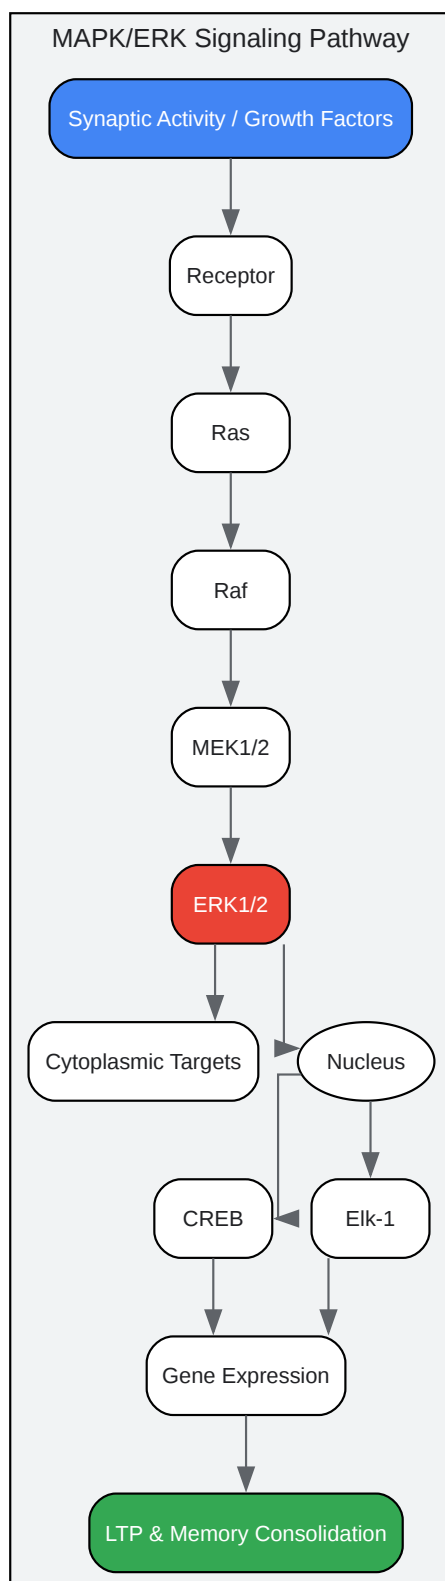 MAPK/ERK Signaling Pathway
Synaptic Activity / Growth Factors
Receptor
Ras
Raf
MEK1/2
ERK1/2
Cytoplasmic Targets
Nucleus
CREB
Elk-1
Gene Expression
LTP & Memory Consolidation